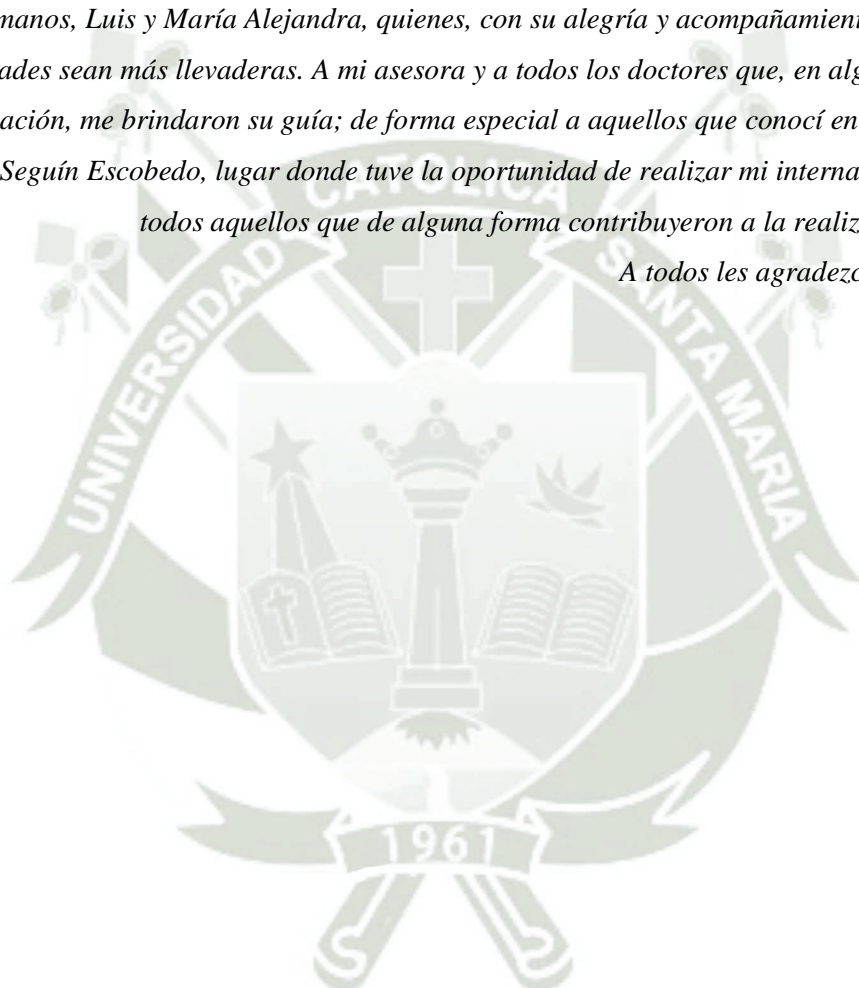 manos, Luis y María Alejandra, quienes, con su alegría y acompañamien
ades sean más llevaderas. A mi asesora y a todos los doctores que, en alg
ación, me brindaron su guía; de forma especial a aquellos que conocí en
Seguín Escobedo, lugar donde tuve la oportunidad de realizar mi interna
todos aquellos que de alguna forma contribuyeron a la realiz
A todos les agradezc
UNIVERSIDAD CATOLICA SANTA MARIA
1961